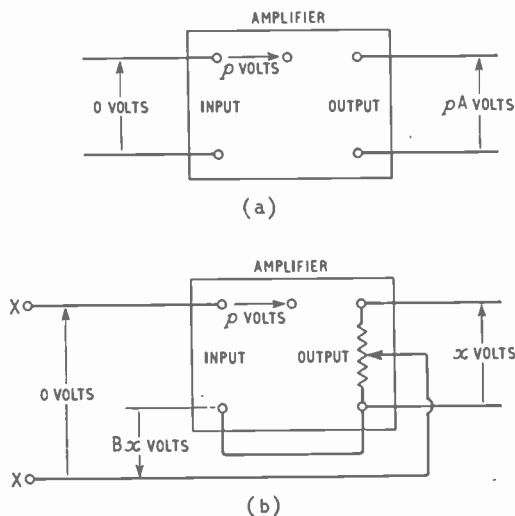 AMPLIFIER
p VOLTS
0 VOLTS
INPUT
OUTPUT
pA VOLTS
(a)
AMPLIFIER
X
p VOLTS
0 VOLTS
INPUT
OUTPUT
x VOLTS
Bx VOLTS
X
(b)